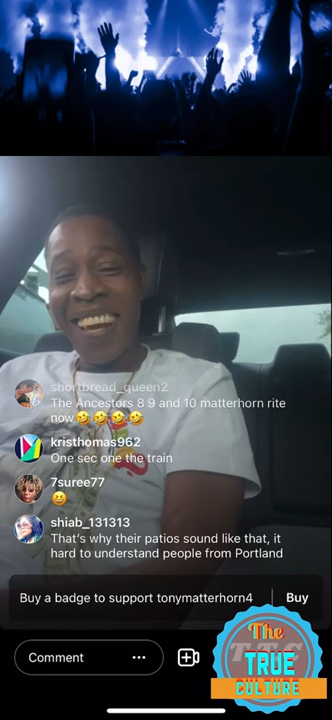 shortbread_queen2
The Ancestors 8 9 and 10 matterhorn rite
now🤣🤣🤣🤣
kristhomas962
One sec one the train
7suree77
😆
shiab_131313
That's why their patios sound like that, it
hard to understand people from Portland
Buy a badge to support tonymatterhorn4
Buy
Comment
The
T.T.C
TRUE
CULTURE